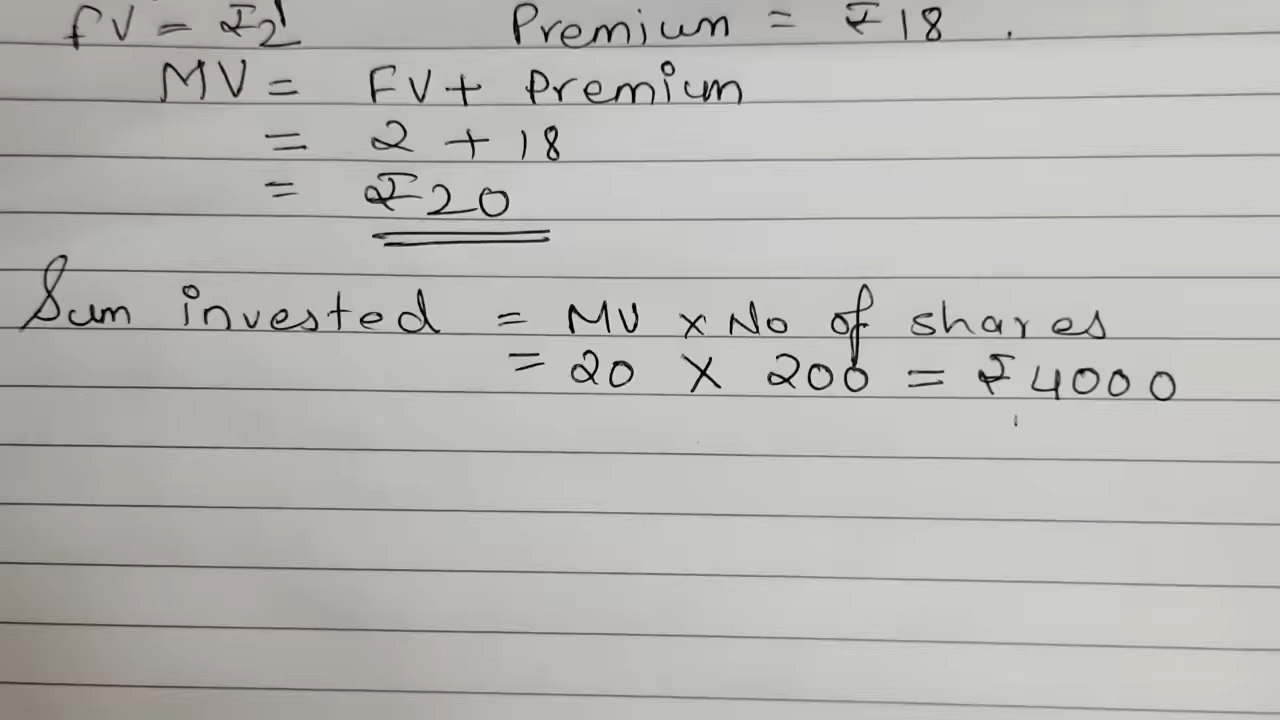 FV = ₹2 Premium = ₹18.
MV = FV + Premium
= 2 + 18
= ₹20
Sum invested = MV x No of shares
= 20 X 200 = ₹4000